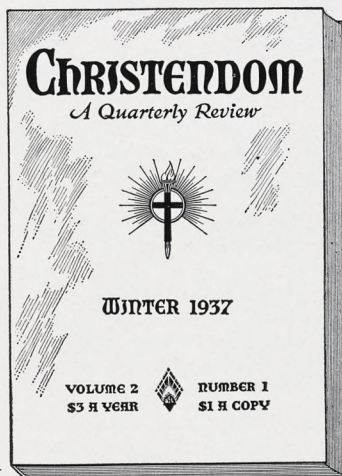 CHRISTENDOM
A Quarterly Review
WINTER 1937
VOLUME 2 NUMBER 1
$3 A YEAR $1 A COPY